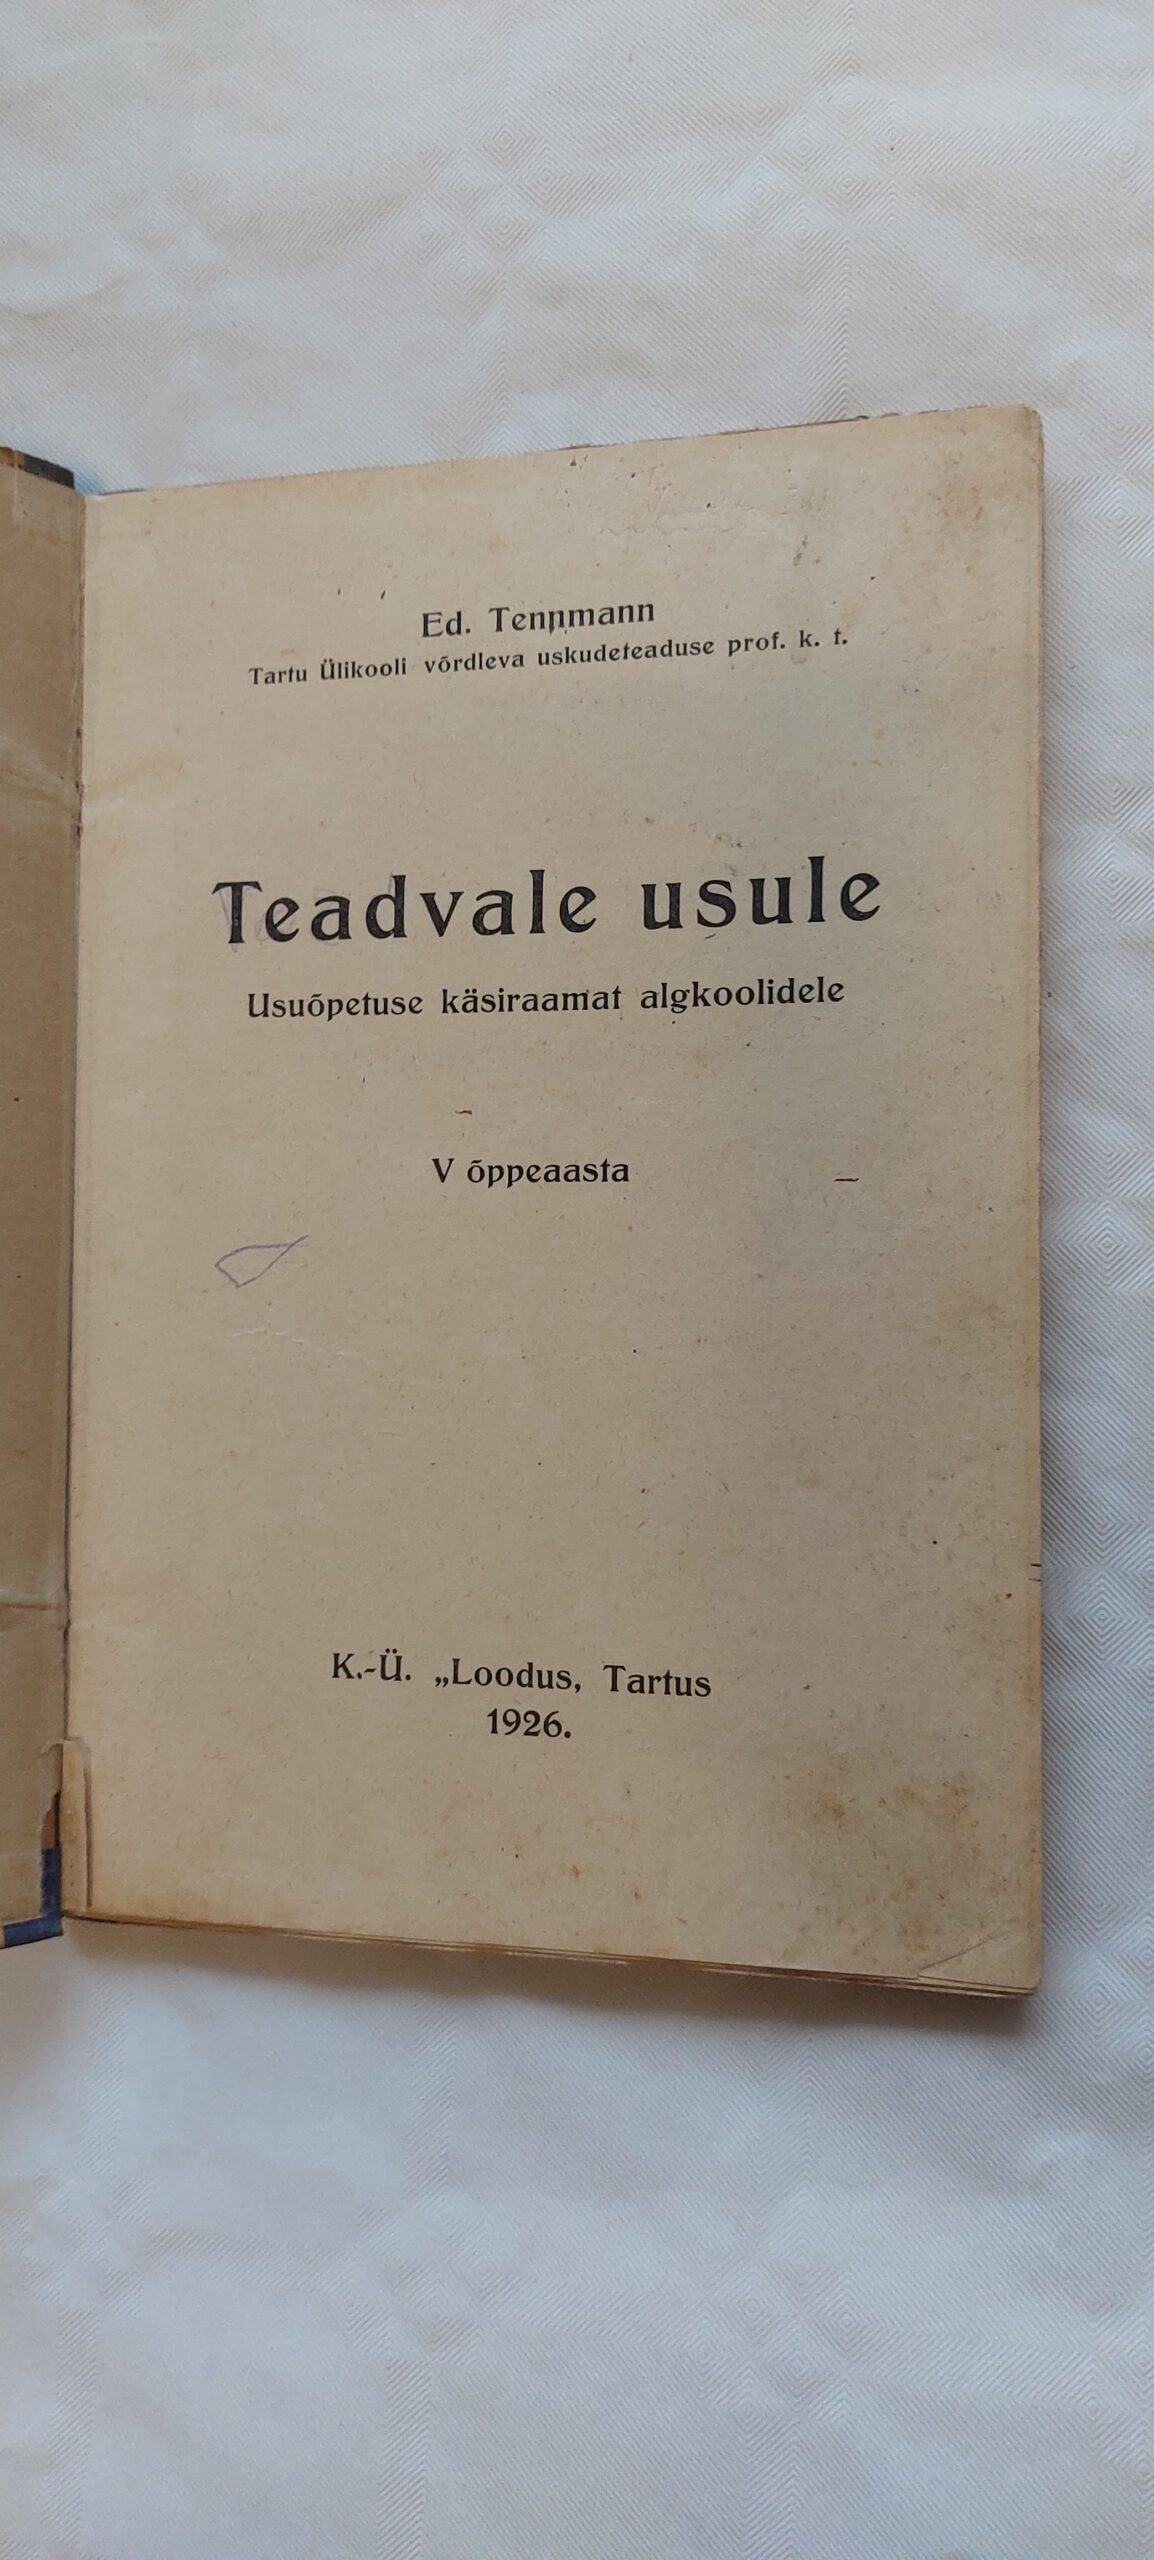 Ed. Tennmann
Tartu Ülikooli võrdleva uskudeteaduse prof. k. t.
Teadvale usule
Usuõpetuse käsiraamat algkoolidele
V õppeaasta
K.-Ü. „Loodus, Tartus
1926.